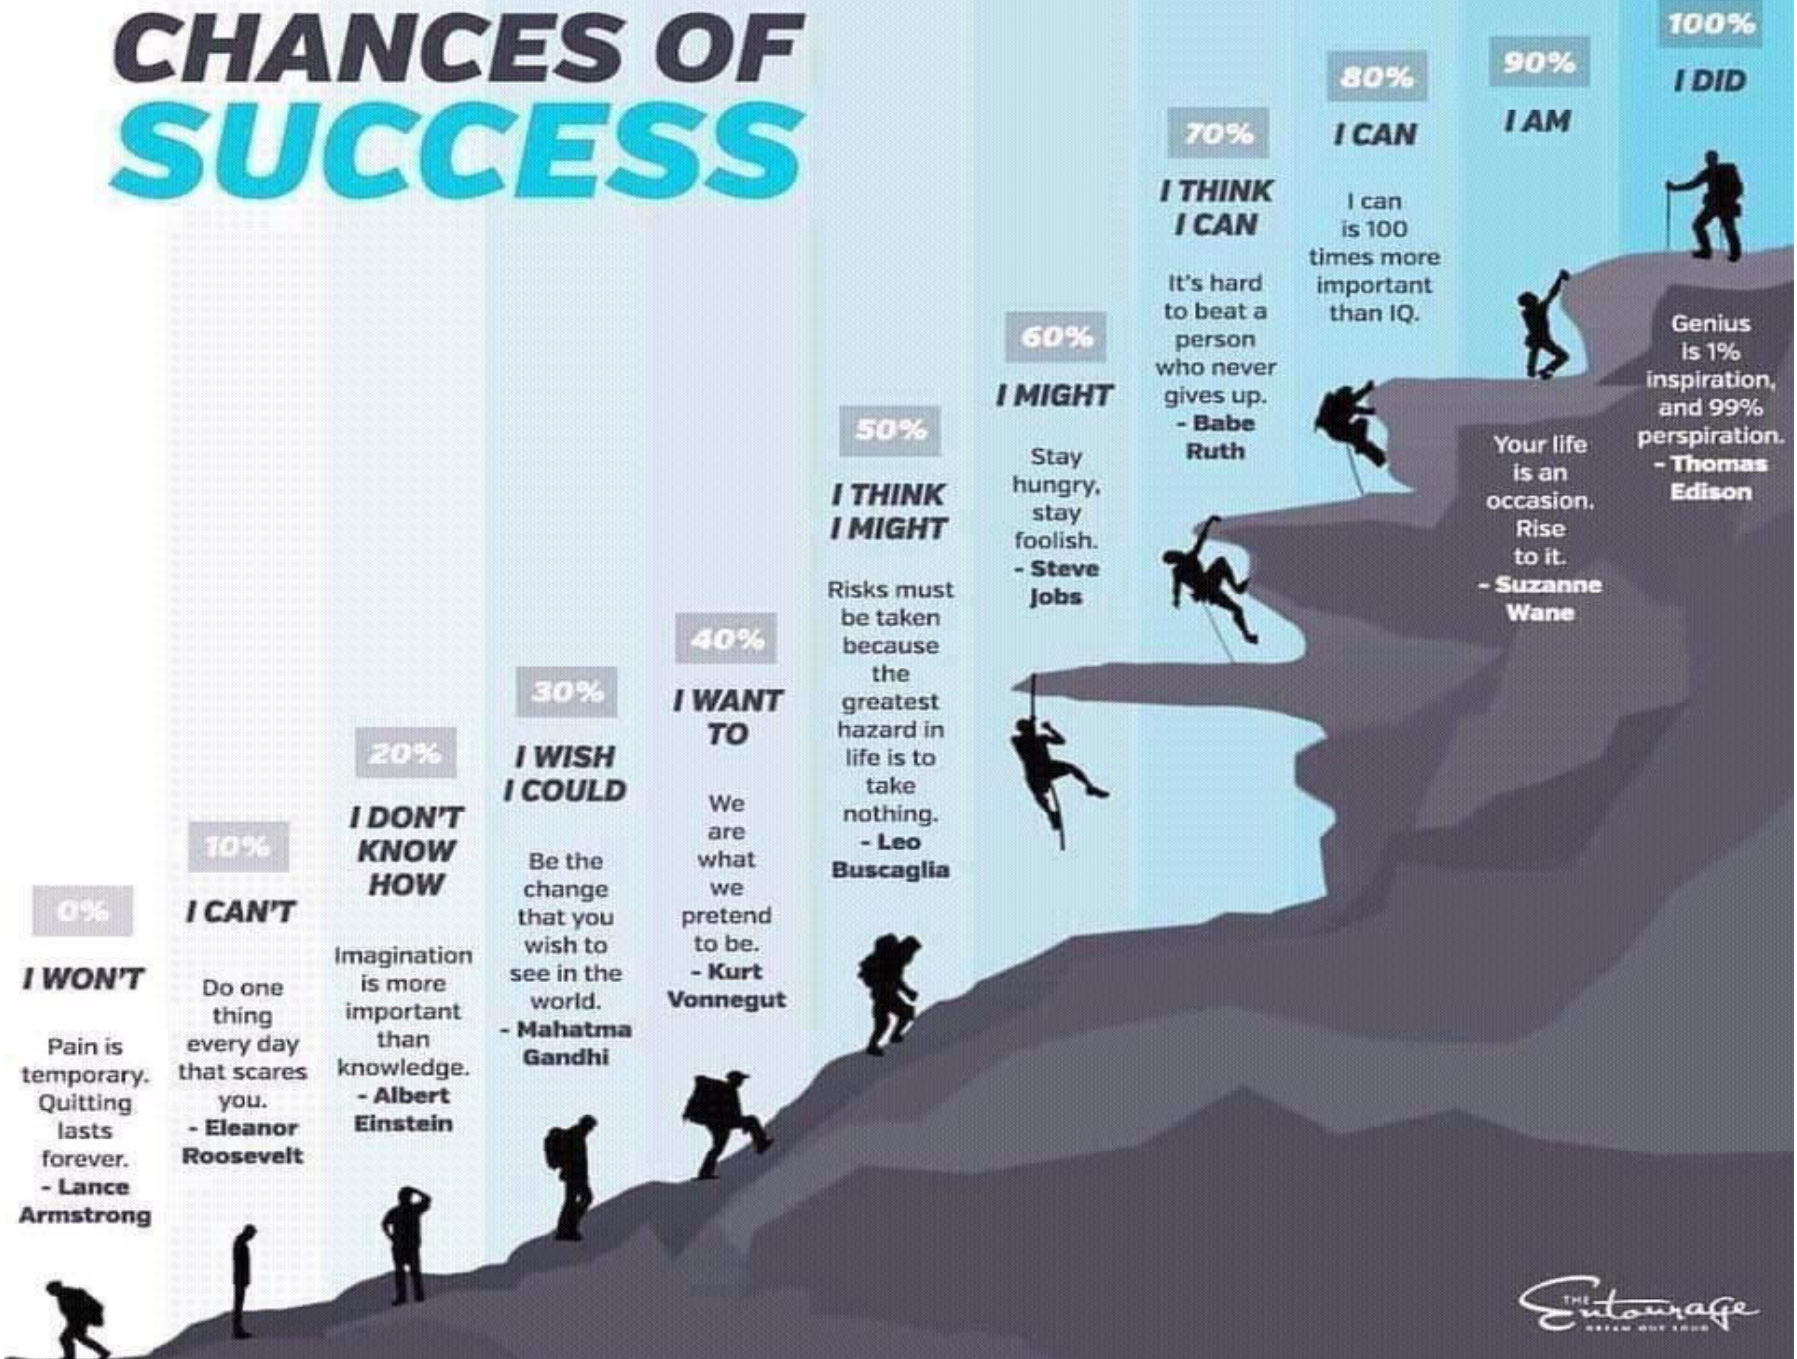 CHANCES OF
SUCCESS
0%
I WON'T
Pain is
temporary.
Quitting
lasts
forever.
- Lance
Armstrong
10%
I CAN'T
Do one
thing
every day
that scares
you.
- Eleanor
Roosevelt
20%
I DON'T
KNOW
HOW
Imagination
is more
important
than
knowledge.
- Albert
Einstein
30%
I WISH
I COULD
Be the
change
that you
wish to
see in the
world.
- Mahatma
Gandhi
40%
I WANT
TO
We
are
what
we
pretend
to be.
- Kurt
Vonnegut
50%
I THINK
I MIGHT
Risks must
be taken
because
the
greatest
hazard in
life is to
take
nothing.
- Leo
Buscaglia
60%
I MIGHT
Stay
hungry,
stay
foolish.
- Steve
Jobs
70%
I THINK
I CAN
It's hard
to beat a
person
who never
gives up.
- Babe
Ruth
80%
I CAN
I can
is 100
times more
important
than IQ.
90%
I AM
Your life
is an
occasion.
Rise
to it.
- Suzanne
Wane
100%
I DID
Genius
is 1%
inspiration,
and 99%
perspiration.
- Thomas
Edison
THE
Entourage